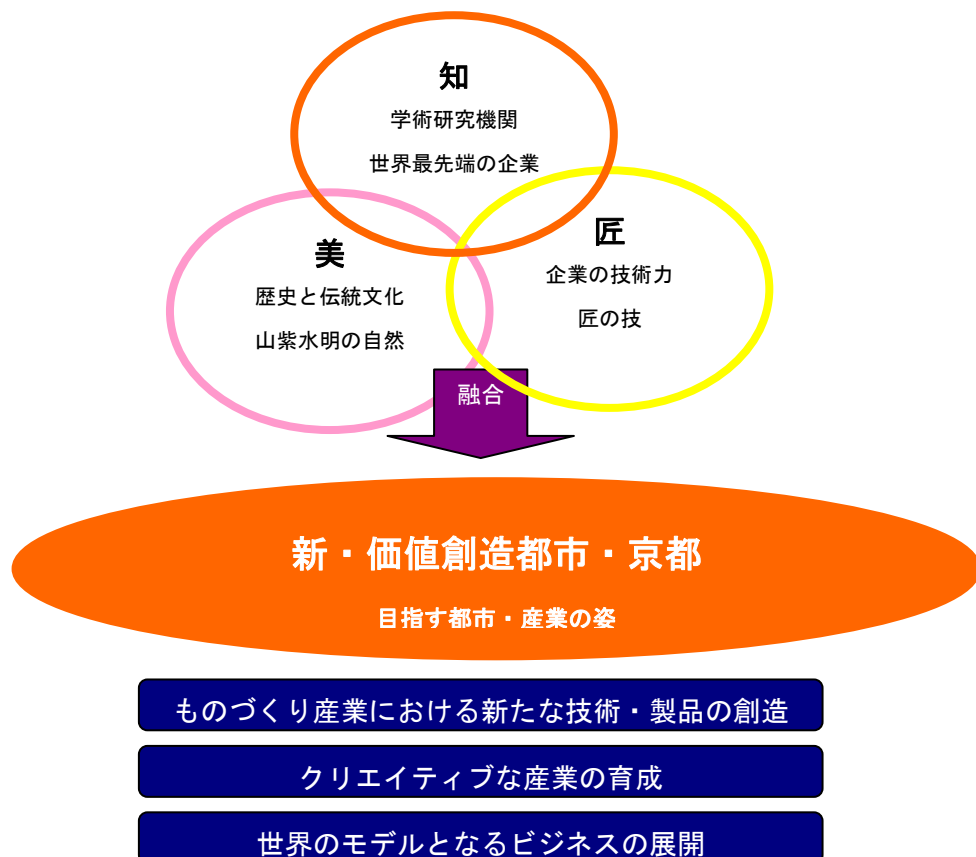 知
学術研究機関
世界最先端の企業
美
歴史と伝統文化
山紫水明の自然
匠
企業の技術力
匠の技
融合
新・価値創造都市・京都
目指す都市・産業の姿
ものづくり産業における新たな技術・製品の創造
クリエイティブな産業の育成
世界のモデルとなるビジネスの展開